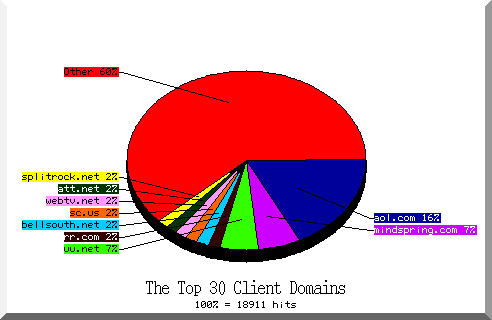 Other 60%
splitrock.net 2%
att.net 2%
webtv.net 2%
sc.us 2%
bellsouth.net 2%
rr.com 2%
uu.net 7%
aol.com 16%
mindspring.com 7%
The Top 30 Client Domains
100% = 18911 hits